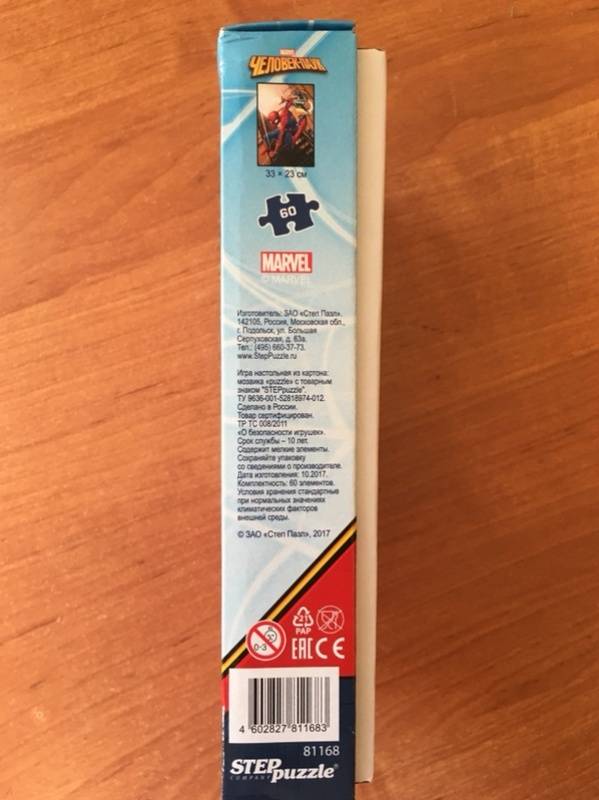 MARVEL
ЧЕЛОВЕК-ПАУК
33 × 23 см
60
MARVEL
© MARVEL
Изготовитель: ЗАО «Степ Пазл».
142105, Россия, Московская обл.,
г. Подольск, ул. Большая
Серпуховская, д. 63а.
Тел.: (495) 660-37-73.
www.StepPuzzle.ru
Игра настольная из картона:
мозаика «puzzle» с товарным
знаком "STEPpuzzle".
ТУ 9636-001-52818974-012.
Сделано в России.
Товар сертифицирован.
ТР ТС 008/2011
«О безопасности игрушек».
Срок службы – 10 лет.
Содержит мелкие элементы.
Сохраняйте упаковку
со сведениями о производителе.
Дата изготовления: 10.2017.
Комплектность: 60 элементов.
Условия хранения стандартные
при нормальных значениях
климатических факторов
внешней среды.
© ЗАО «Степ Пазл», 2017
0-3
21
PAP
EAC CE
4 602827 811683
81168
STEP puzzle
COMPANY